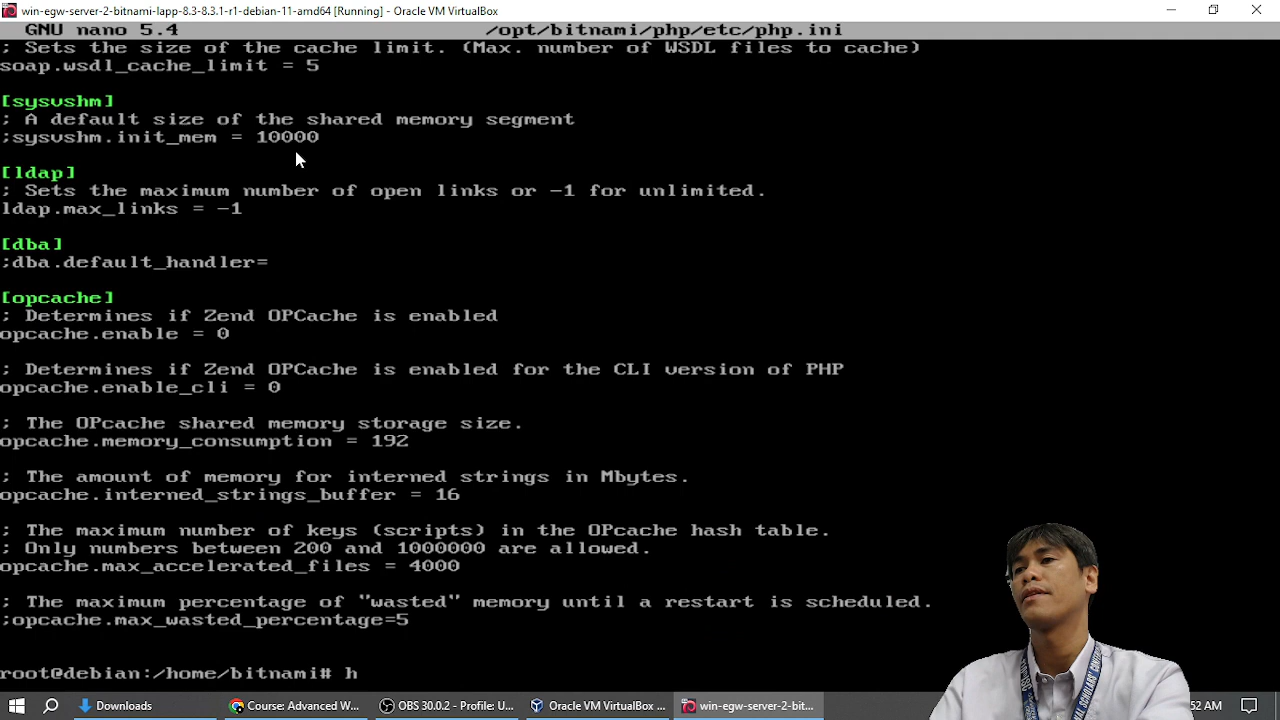 win-egw-server-2-bitnami-lapp-8.3-8.3.1-r1-debian-11-amd64 [Running] - Oracle VM VirtualBox
GNU nano 5.4 /opt/bitnami/php/etc/php.ini
; Sets the size of the cache limit. (Max. number of WSDL files to cache)
soap.wsdl_cache_limit = 5
[sysvshm]
; A default size of the shared memory segment
;sysvshm.init_mem = 10000
[ldap]
; Sets the maximum number of open links or -1 for unlimited.
ldap.max_links = -1
[dba]
;dba.default_handler=
[opcache]
; Determines if Zend OPCache is enabled
opcache.enable = 0
; Determines if Zend OPCache is enabled for the CLI version of PHP
opcache.enable_cli = 0
; The OPcache shared memory storage size.
opcache.memory_consumption = 192
; The amount of memory for interned strings in Mbytes.
opcache.interned_strings_buffer = 16
; The maximum number of keys (scripts) in the OPcache hash table.
; Only numbers between 200 and 1000000 are allowed.
opcache.max_accelerated_files = 4000
; The maximum percentage of "wasted" memory until a restart is scheduled.
;opcache.max_wasted_percentage=5
root@debian:/home/bitnami# h
Downloads
Course: Advanced W...
OBS 30.0.2 - Profile: U...
Oracle VM VirtualBox ...
win-egw-server-2-bit...
52 AM